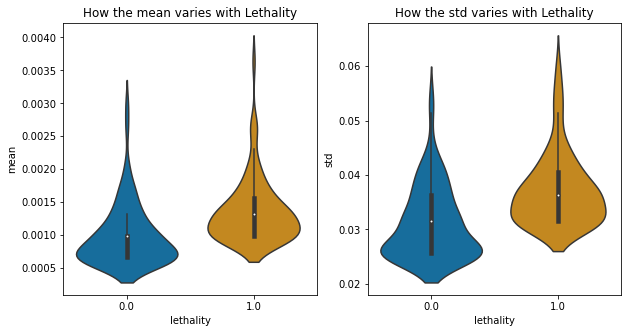 How the mean varies with Lethality
mean
0.0040
0.0035
0.0030
0.0025
0.0020
0.0015
0.0010
0.0005
0.0 1.0
lethality
How the std varies with Lethality
std
0.06
0.05
0.04
0.03
0.02
0.0 1.0
lethality